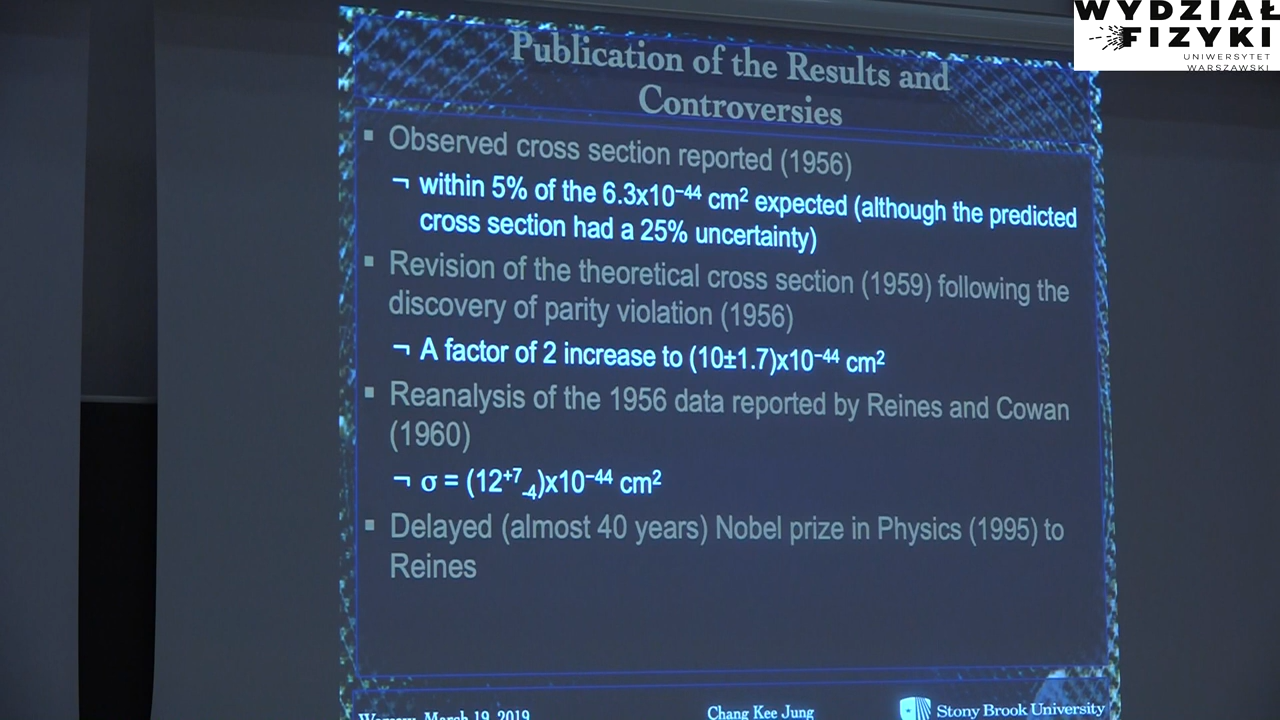 WYDZIAŁ
FIZYKI
UNIWERSYTET
WARSZAWSKI
Publication of the Results and
Controversies
▪ Observed cross section reported (1956)
¬ within 5% of the 6.3x10⁻⁴⁴ cm² expected (although the predicted
cross section had a 25% uncertainty)
▪ Revision of the theoretical cross section (1959) following the
discovery of parity violation (1956)
¬ A factor of 2 increase to (10±1.7)x10⁻⁴⁴ cm²
▪ Reanalysis of the 1956 data reported by Reines and Cowan
(1960)
¬ σ = (12⁺⁷₋₄)x10⁻⁴⁴ cm²
▪ Delayed (almost 40 years) Nobel prize in Physics (1995) to
Reines
Warsaw, March 19, 2019
Chang Kee Jung
Stony Brook University